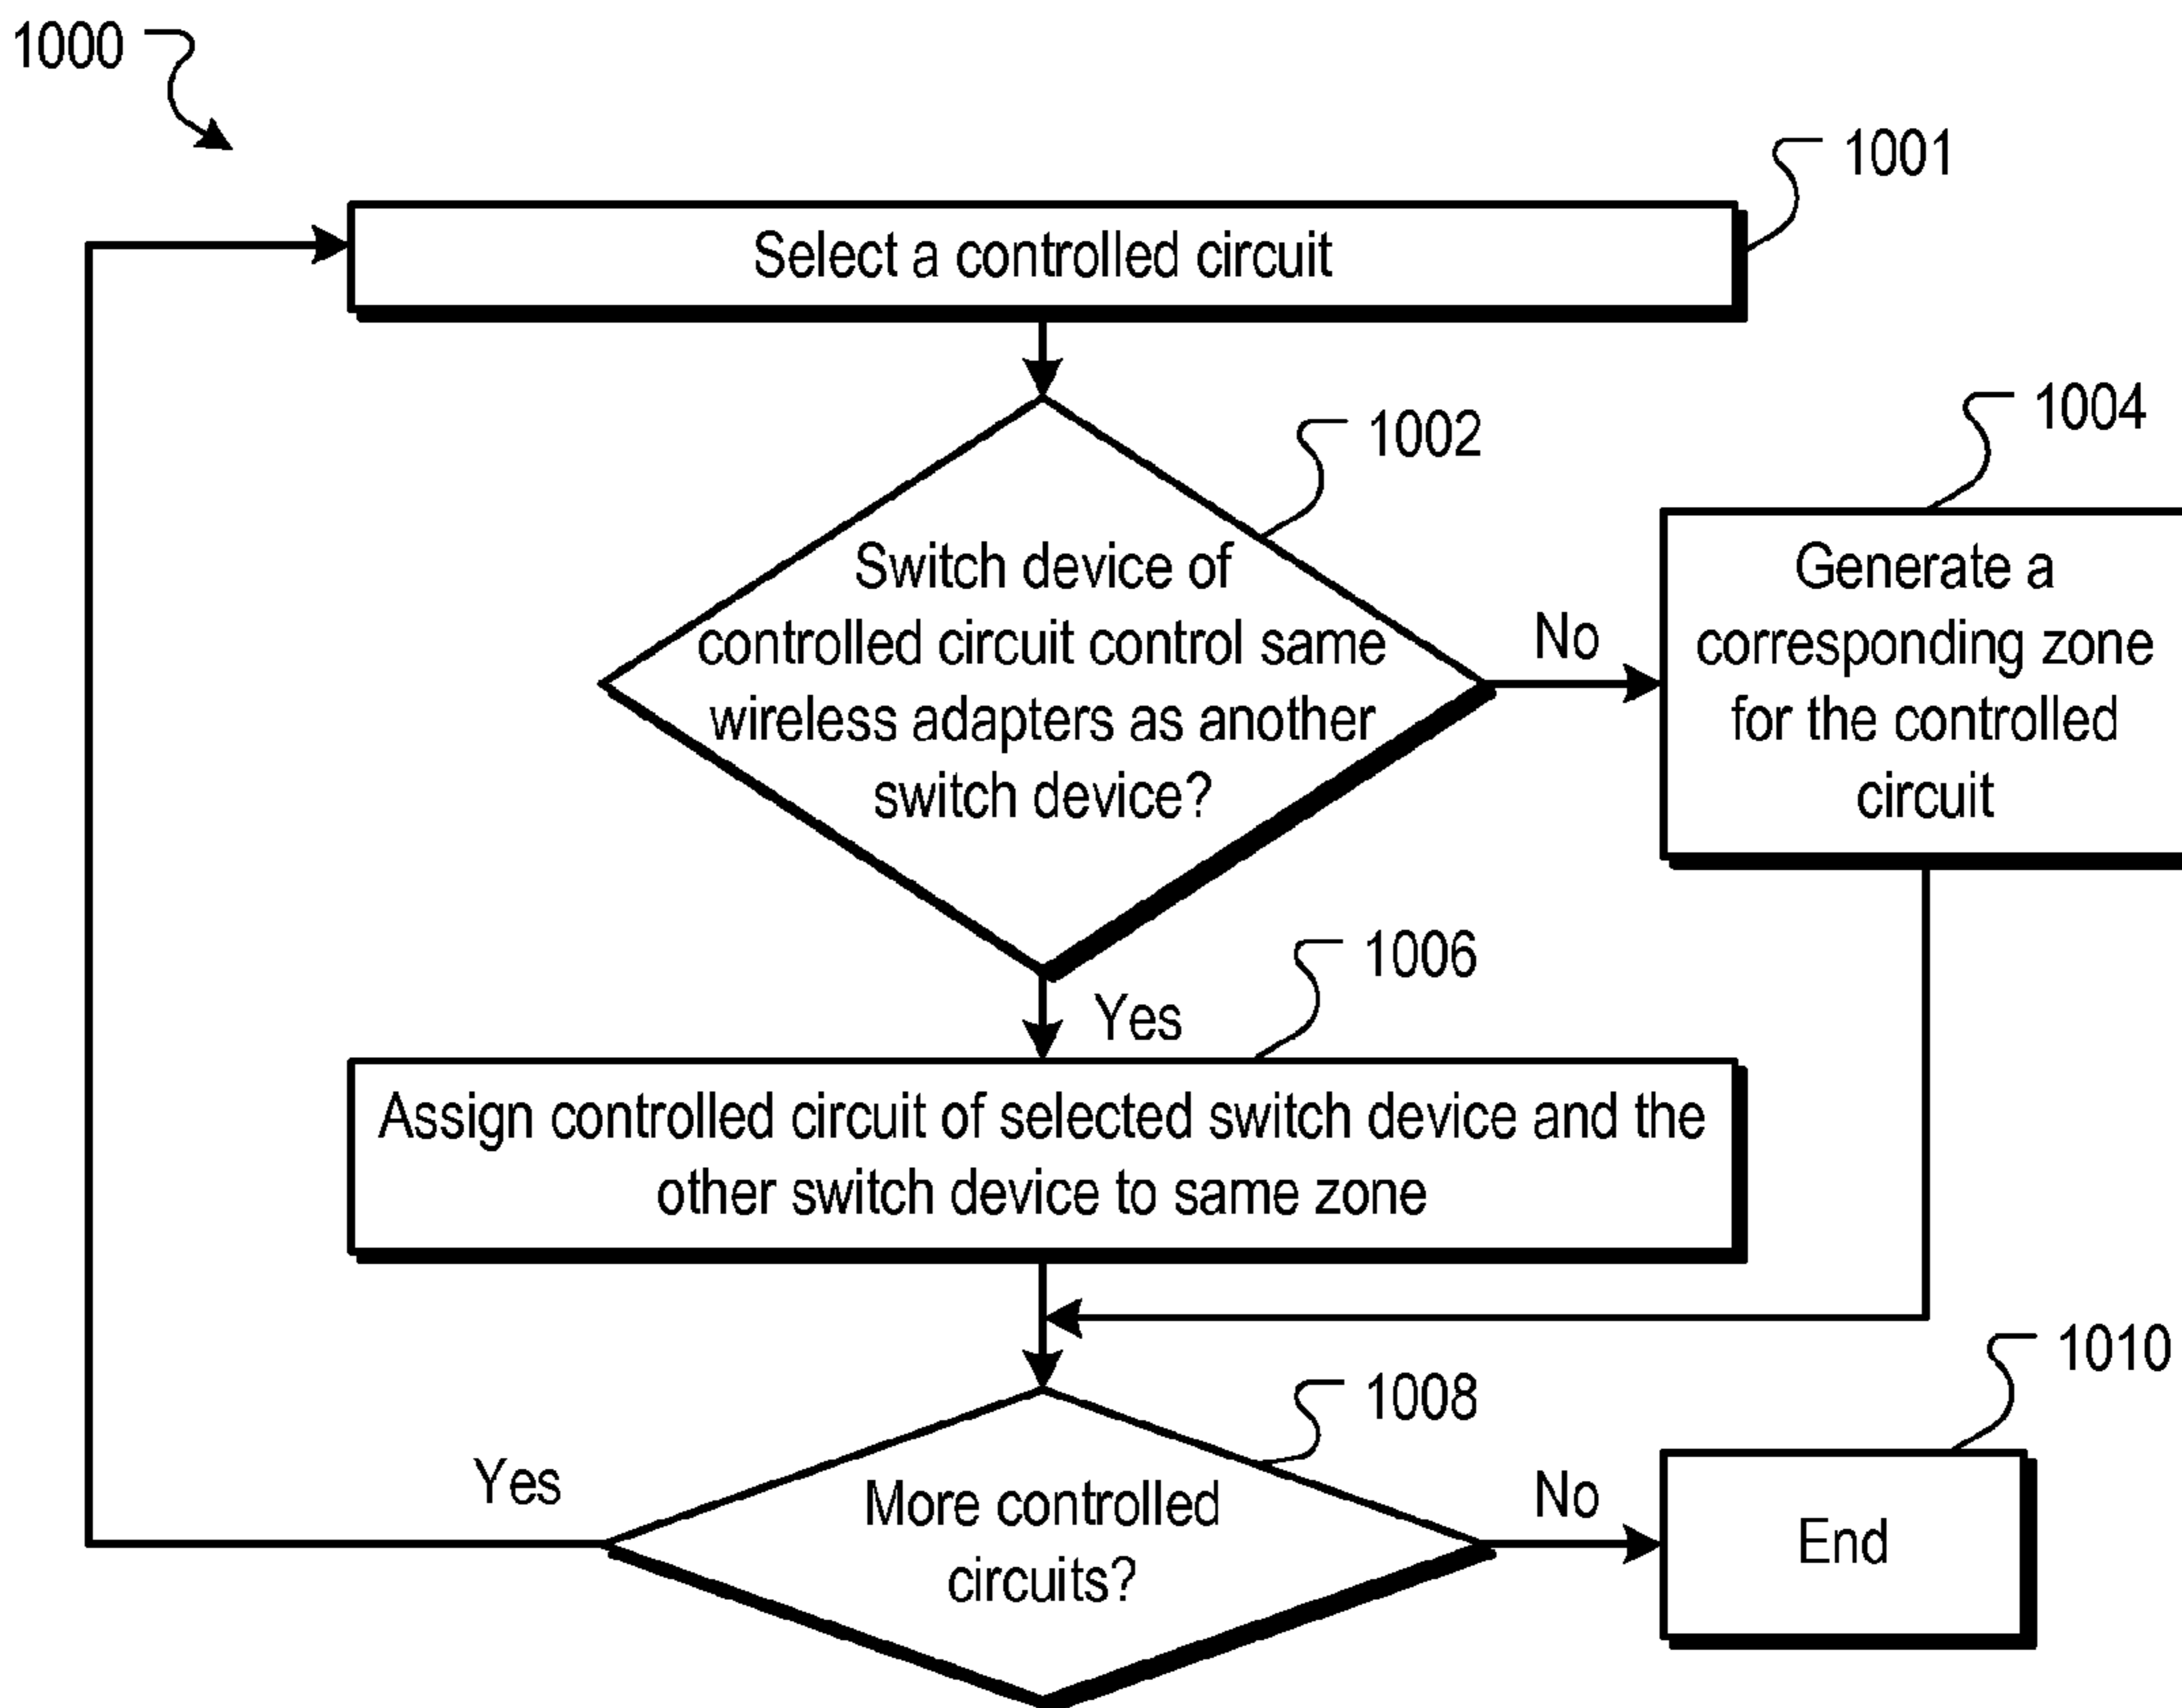 1000
1001
Select a controlled circuit
1002
1004
Switch device of
controlled circuit control same
wireless adapters as another
switch device?
No
Generate a
corresponding zone
for the controlled
circuit
Yes
1006
Assign controlled circuit of selected switch device and the
other switch device to same zone
1008
1010
Yes
More controlled
circuits?
No
End